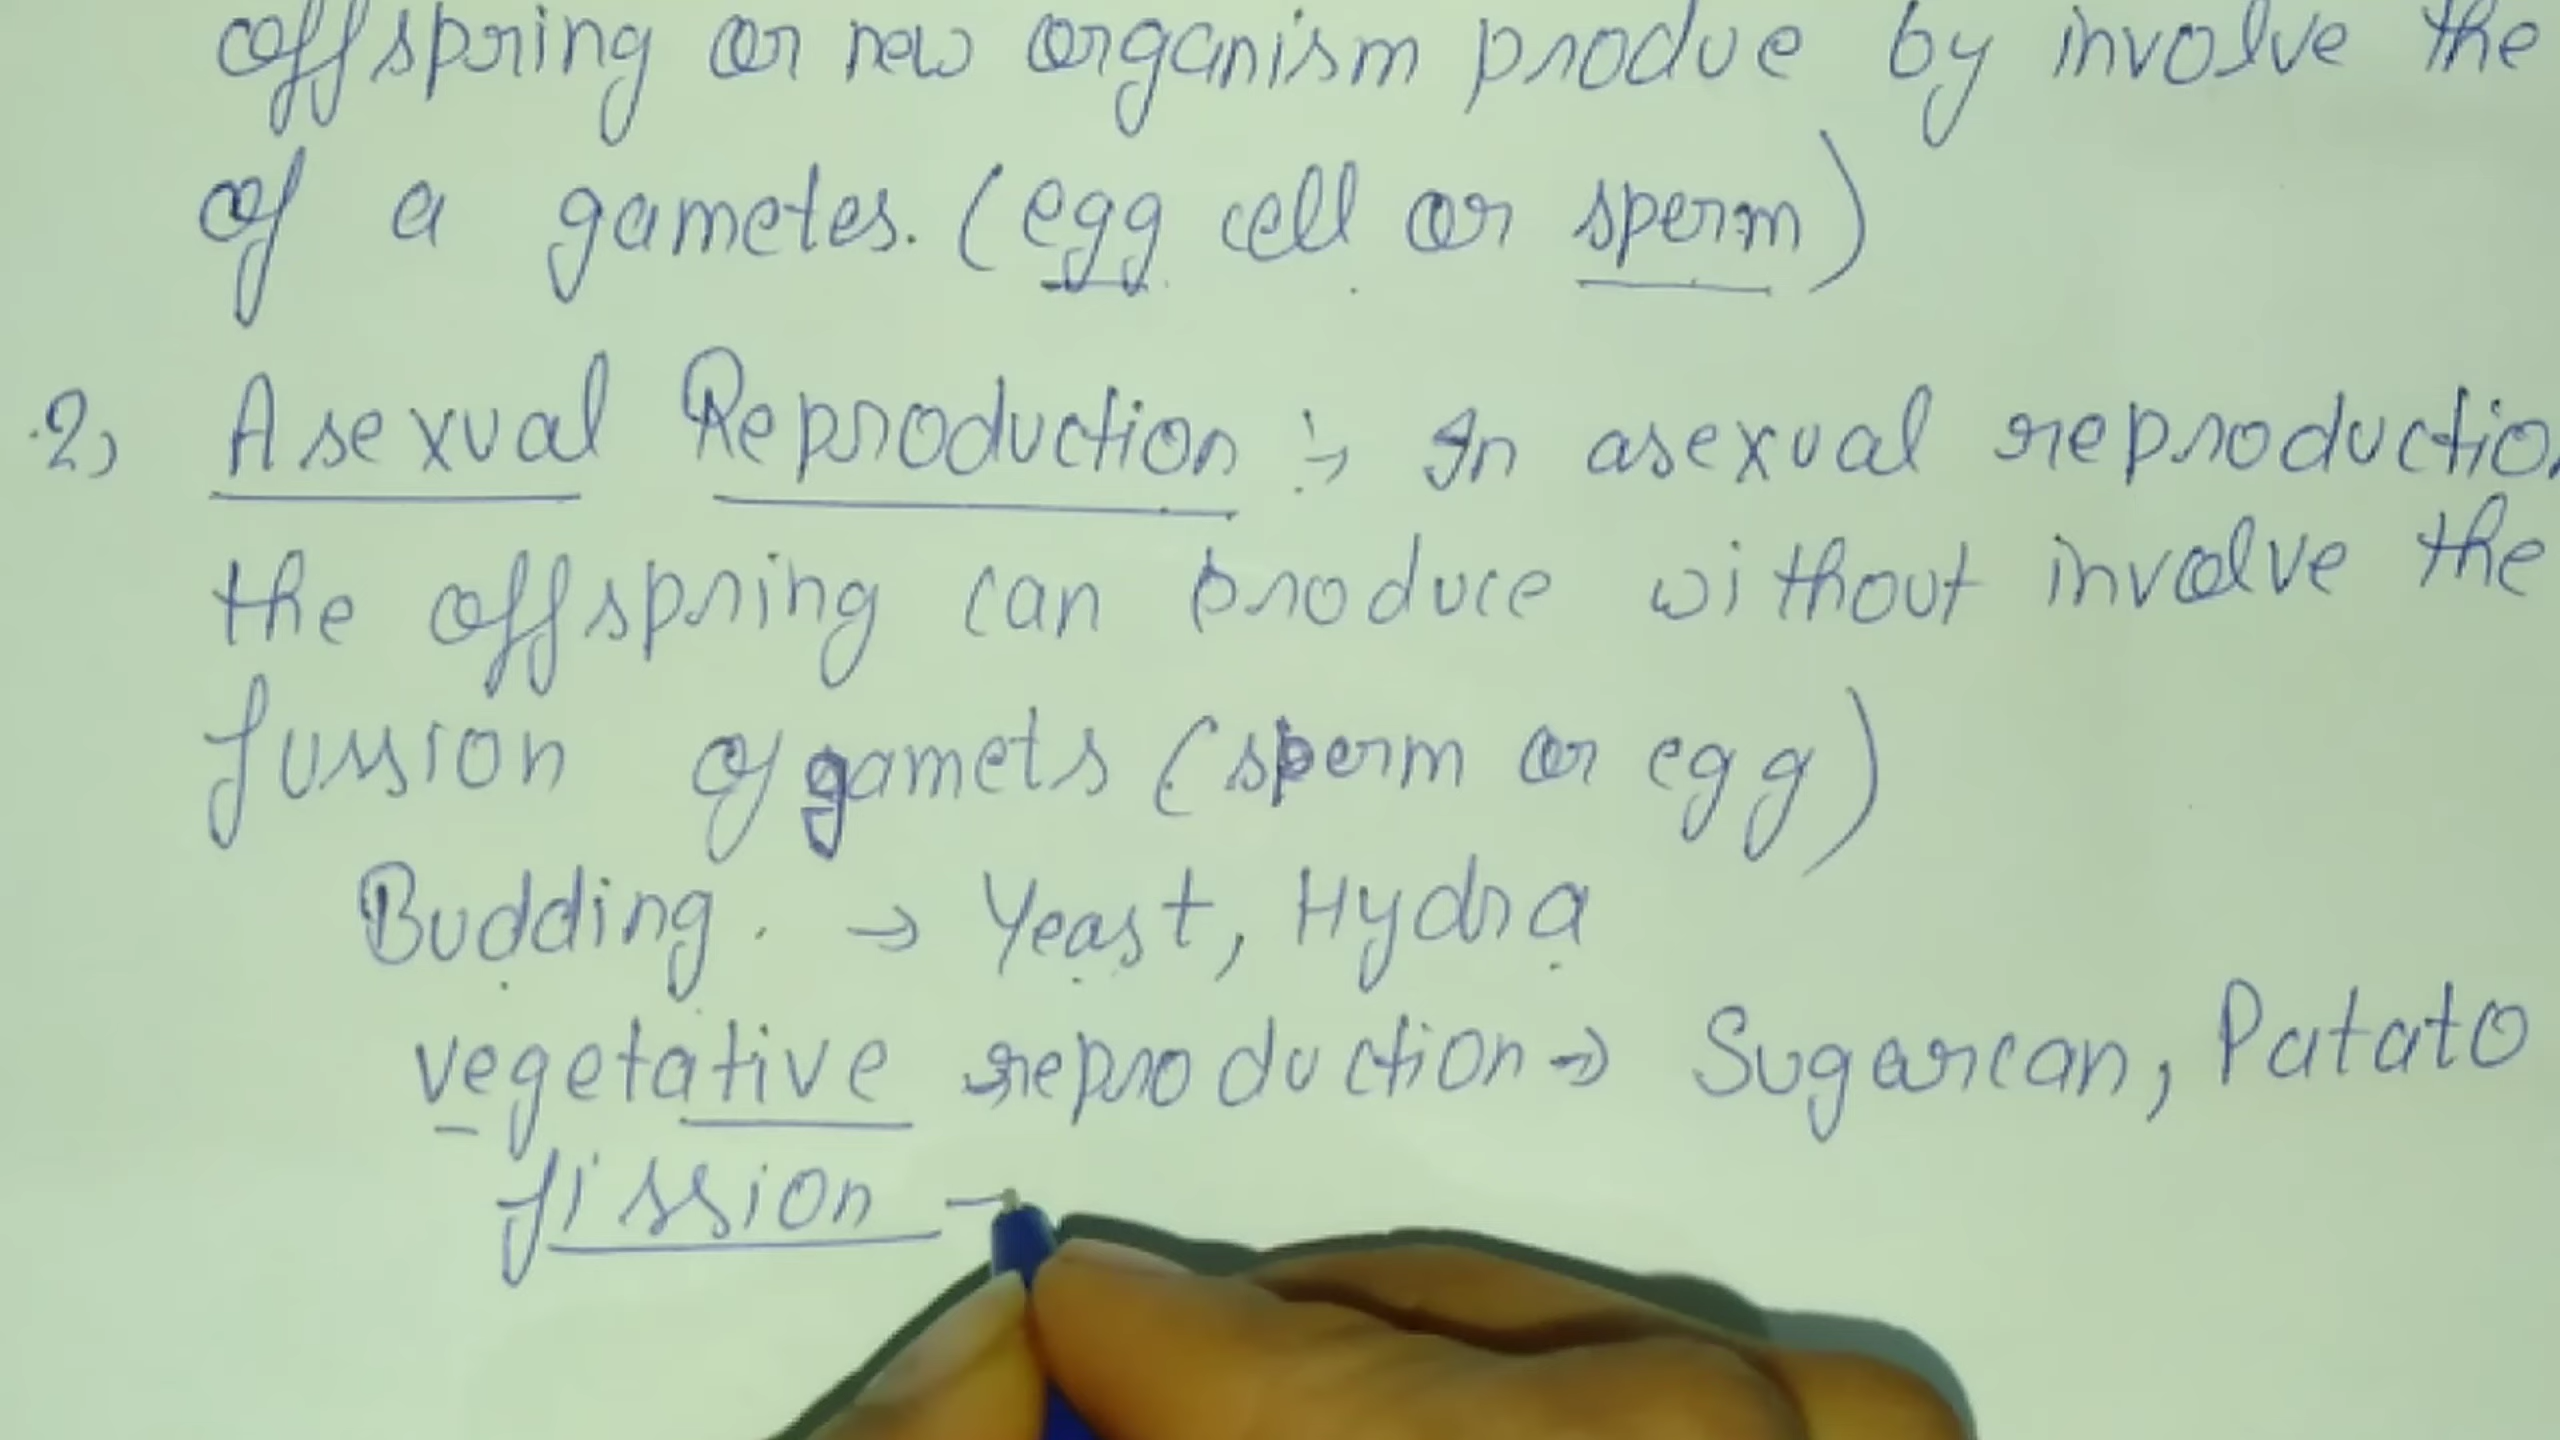 offspring or new organism produe by involve the
of a gametes. (egg cell or sperm)
2, Asexual Reproduction :→ In asexual reproduction
the offspring can produce without involve the
fussion of gamets (sperm or egg)
Budding. → Yeast, Hydra
vegetative reproduction → Sugarcan, Patato
fission -